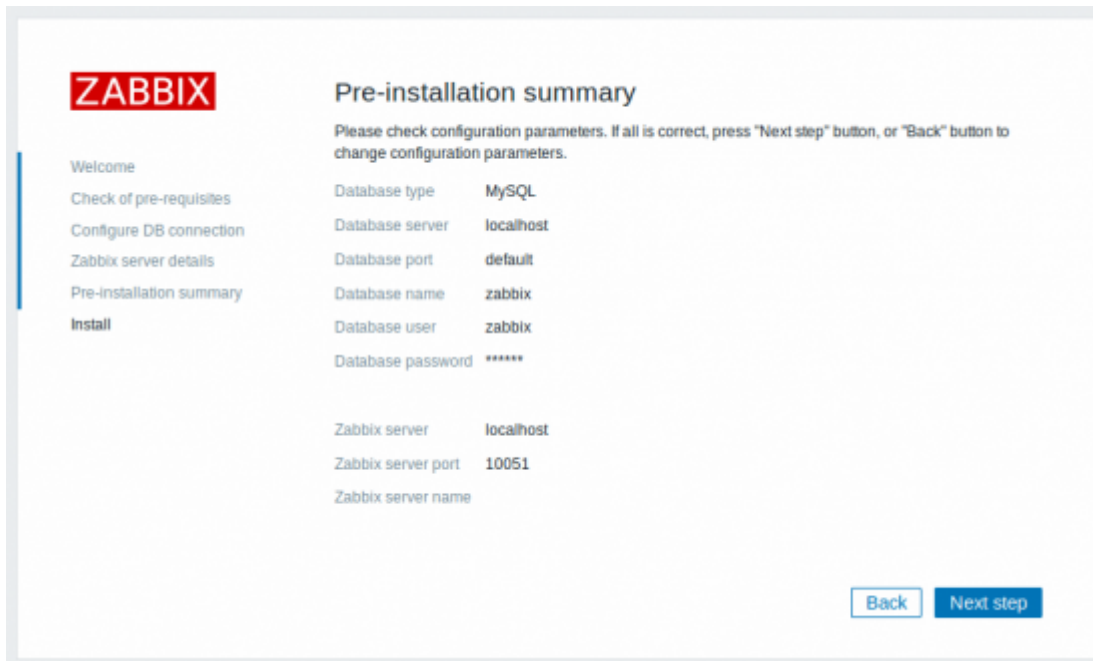 ZABBIX
Welcome
Check of pre-requisites
Configure DB connection
Zabbix server details
Pre-installation summary
Install
Pre-installation summary
Please check configuration parameters. If all is correct, press "Next step" button, or "Back" button to
change configuration parameters.
Database type MySQL
Database server localhost
Database port default
Database name zabbix
Database user zabbix
Database password ******
Zabbix server localhost
Zabbix server port 10051
Zabbix server name
Back Next step